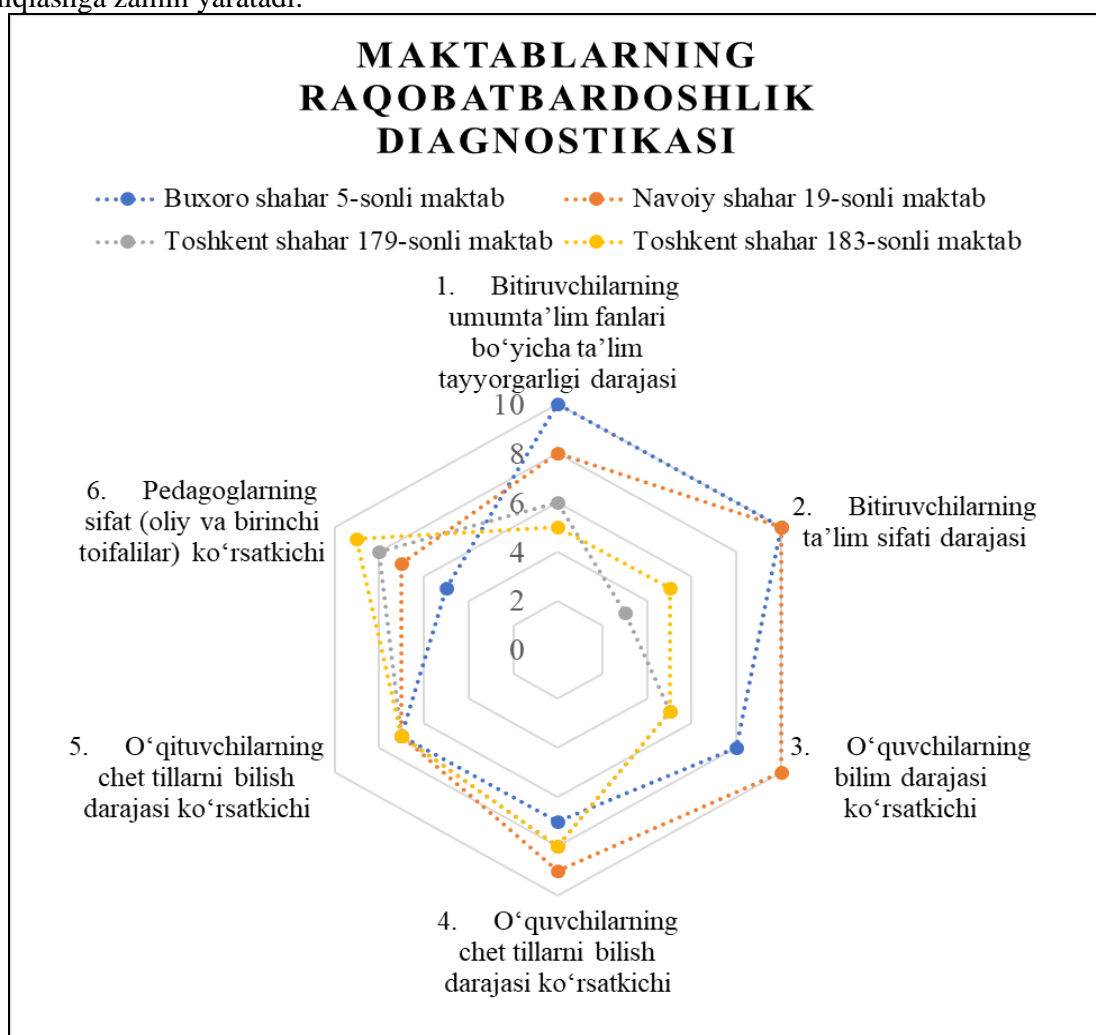 zamin yaratadi.
MAKTABLARNING
RAQOBATBARDOSHLIK
DIAGNOSTIKASI
Buxoro shahar 5-sonli maktab
Navoiy shahar 19-sonli maktab
Toshkent shahar 179-sonli maktab
Toshkent shahar 183-sonli maktab
1. Bitiruvchilarning
umumta’lim fanlari
bo‘yicha ta’lim
tayyorgarligi darajasi
10
8
6
4
2
0
2. Bitiruvchilarning
ta’lim sifati darajasi
3. O‘quvchilarning
bilim darajasi
ko‘rsatkichi
4. O‘quvchilarning
chet tillarni bilish
darajasi ko‘rsatkichi
5. O‘qituvchilarning
chet tillarni bilish
darajasi ko‘rsatkichi
6. Pedagoglarning
sifat (oliy va birinchi
toifalilar) ko‘rsatkichi